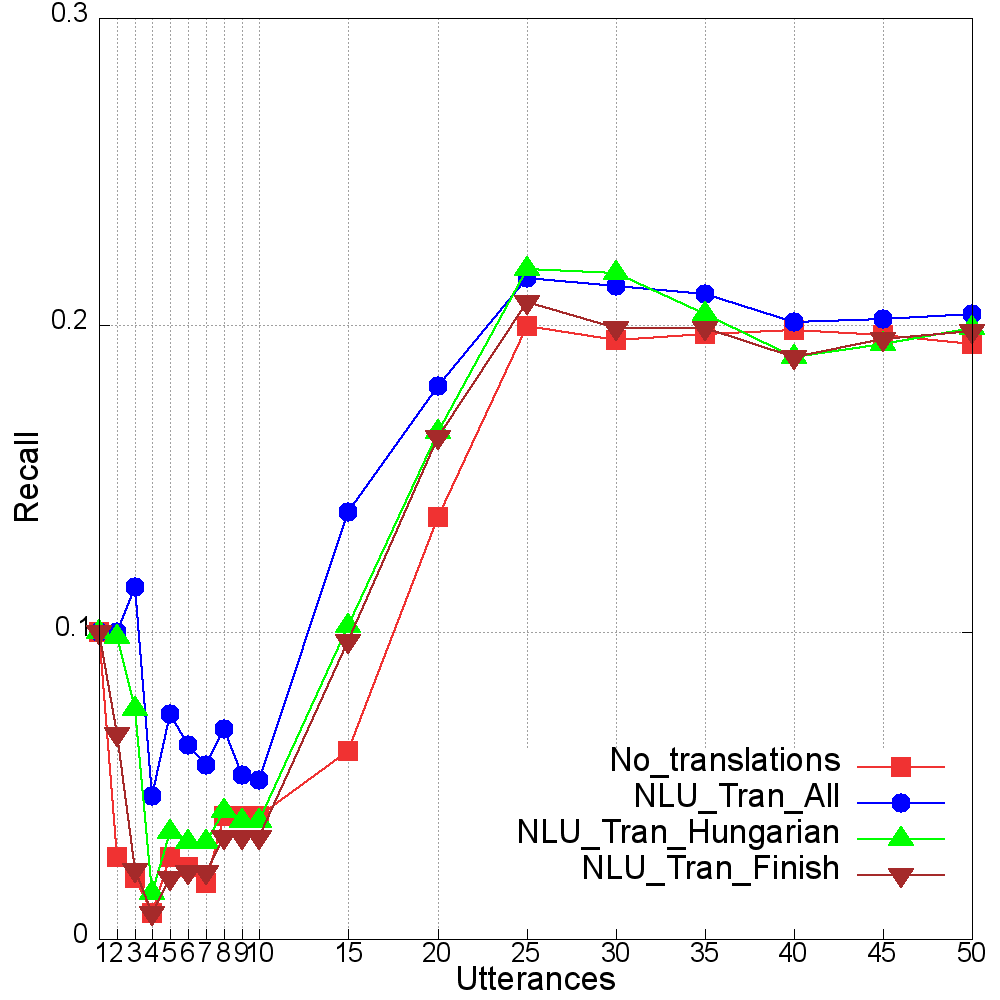 0.3
0.2
0.1
0
Recall
No_translations
NLU_Tran_All
NLU_Tran_Hungarian
NLU_Tran_Finish
1 2 3 4 5 6 7 8 9 10 15 20 25 30 35 40 45 50
Utterances